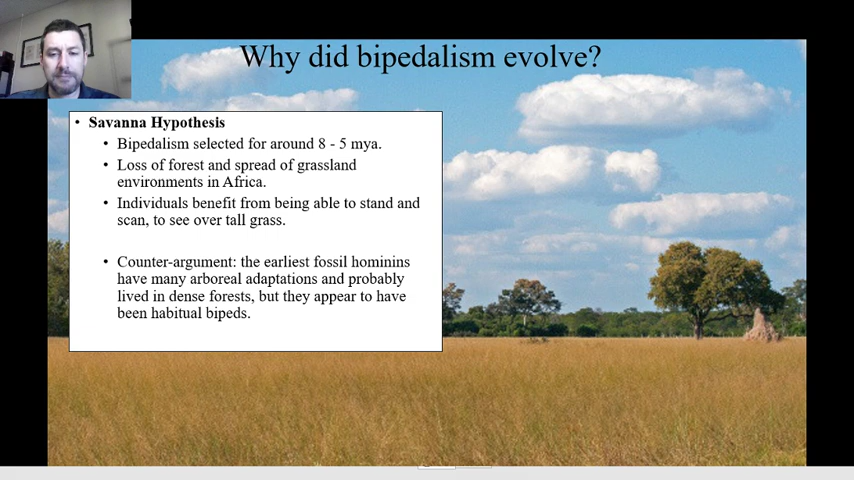 Why did bipedalism evolve?
• Savanna Hypothesis
• Bipedalism selected for around 8 - 5 mya.
• Loss of forest and spread of grassland
environments in Africa.
• Individuals benefit from being able to stand and
scan, to see over tall grass.
• Counter-argument: the earliest fossil hominins
have many arboreal adaptations and probably
lived in dense forests, but they appear to have
been habitual bipeds.